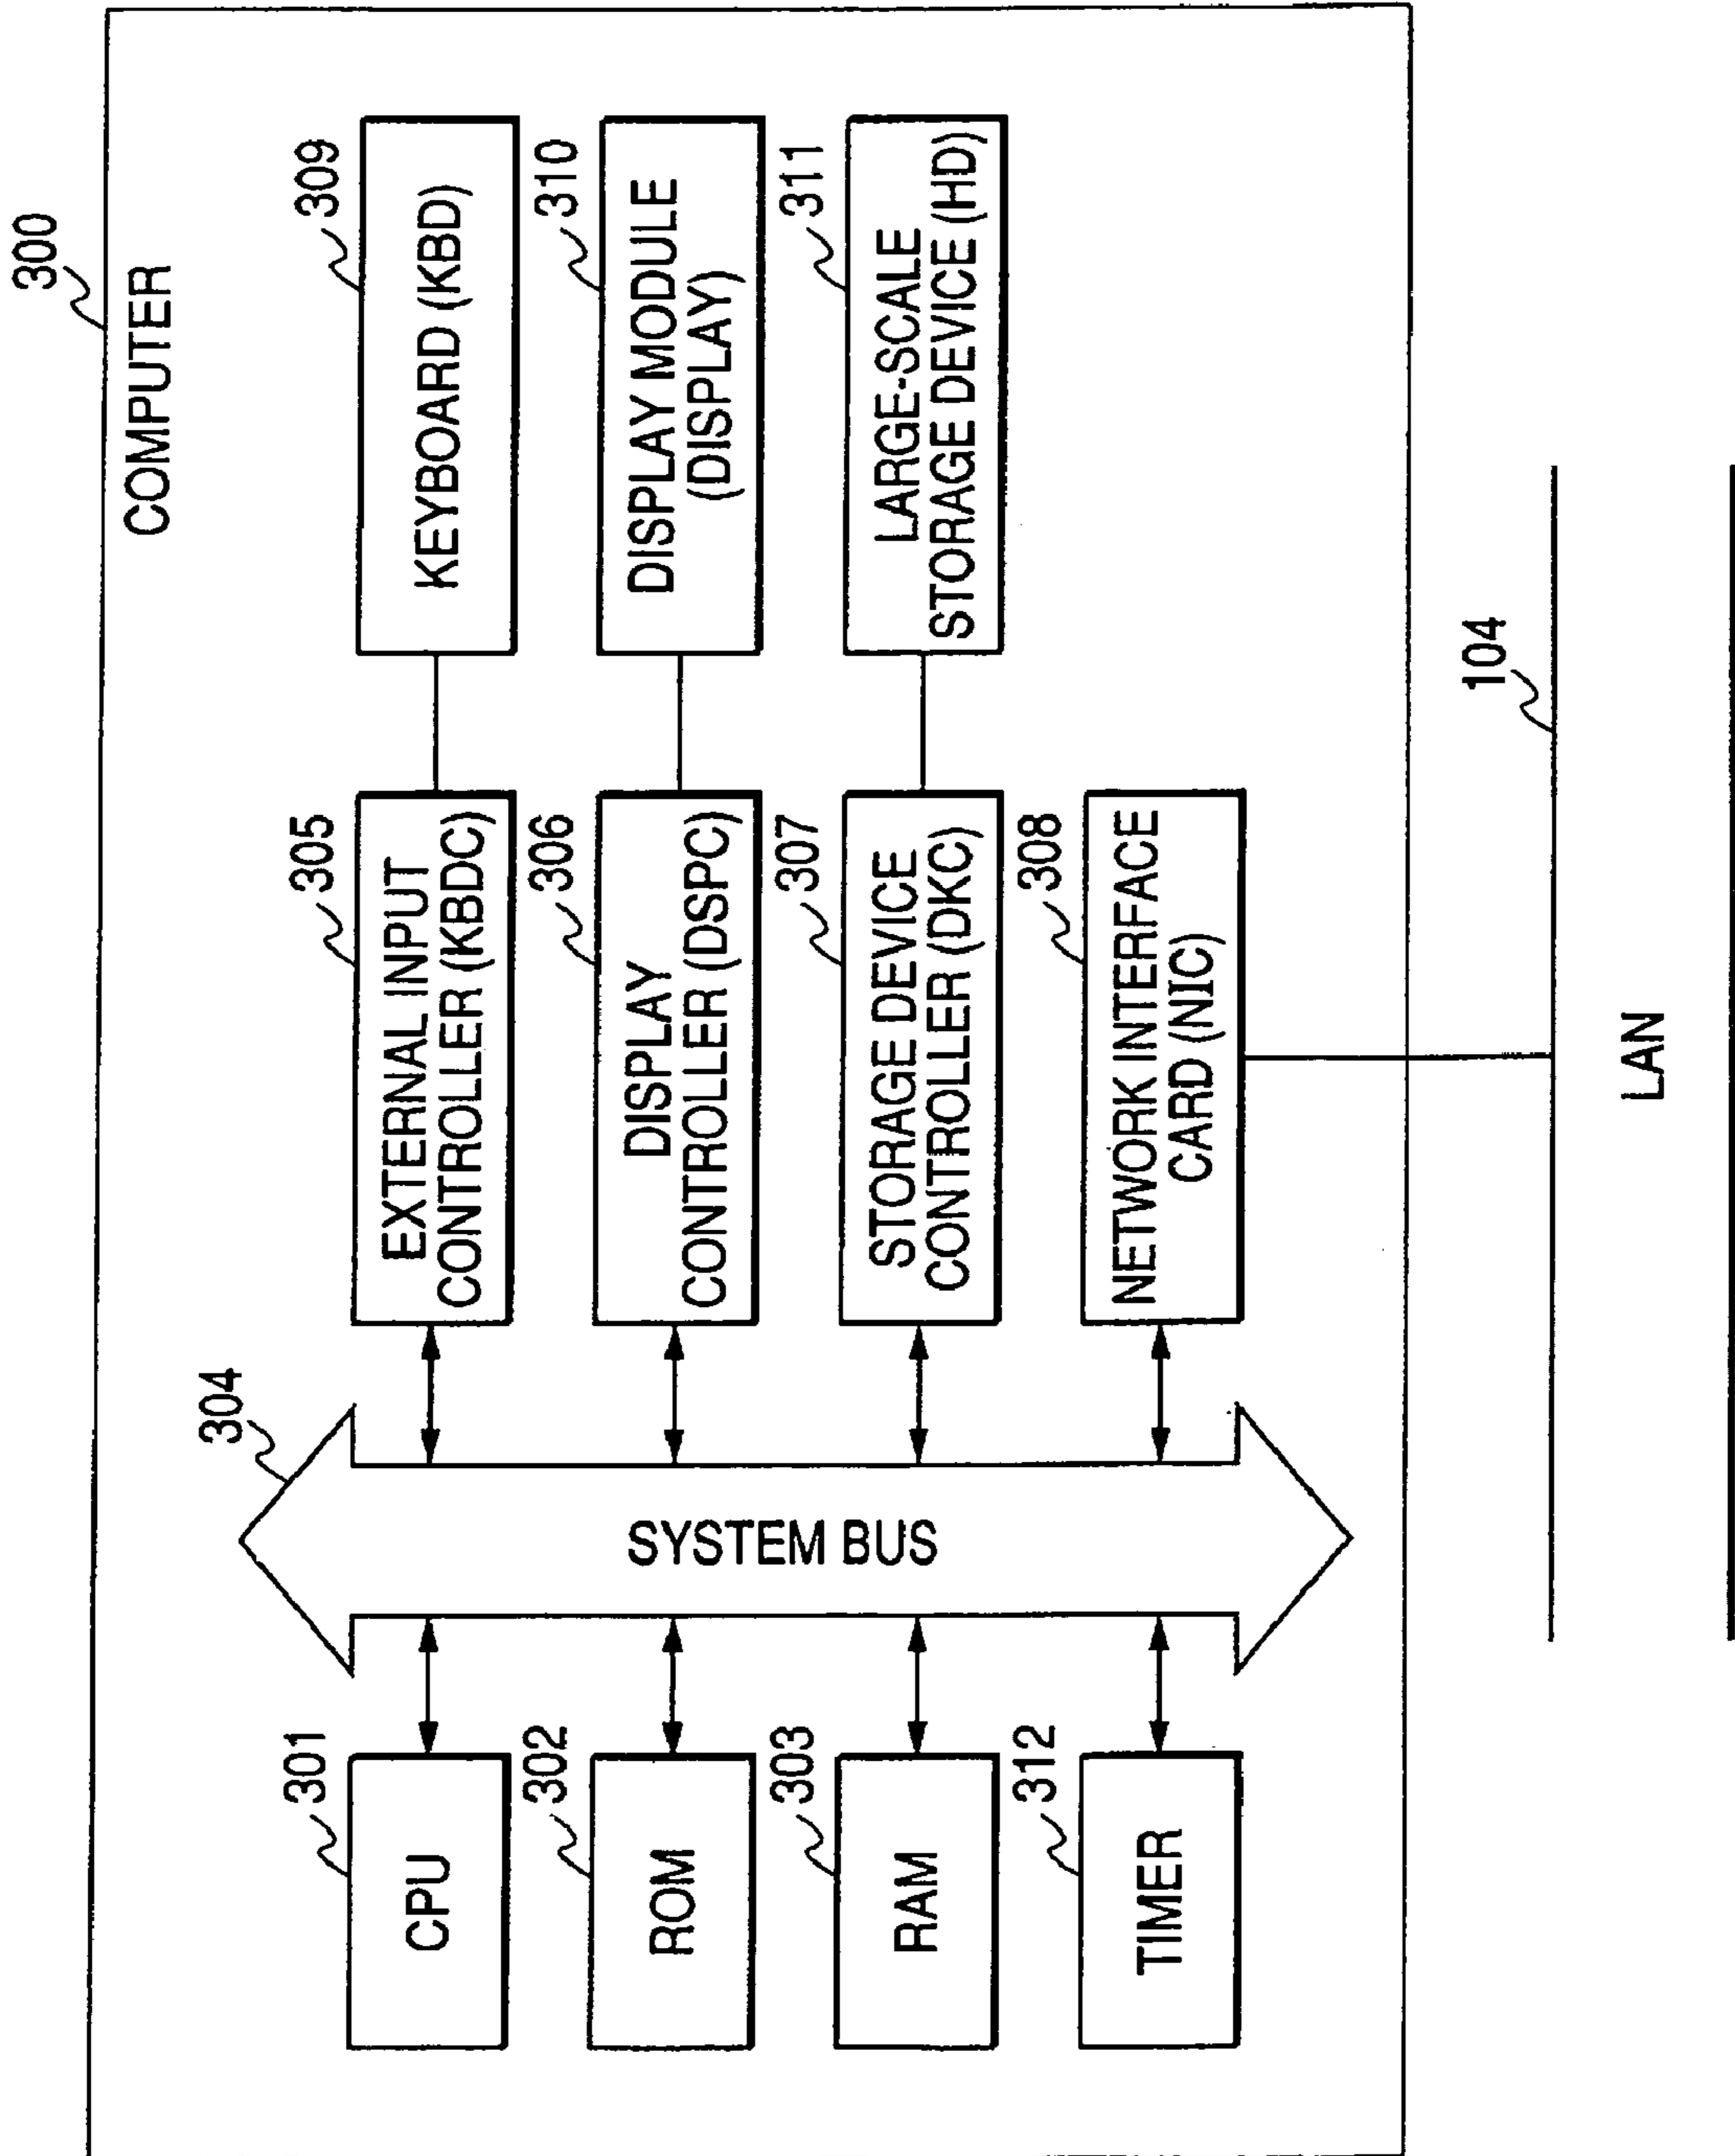 300
COMPUTER
304
301
CPU
302
ROM
303
RAM
312
TIMER
SYSTEM BUS
305
EXTERNAL INPUT
CONTROLLER (KBDC)
306
DISPLAY
CONTROLLER (DSPC)
307
STORAGE DEVICE
CONTROLLER (DKC)
308
NETWORK INTERFACE
CARD (NIC)
309
KEYBOARD (KBD)
310
DISPLAY MODULE
(DISPLAY)
311
LARGE-SCALE
STORAGE DEVICE (HD)
104
LAN